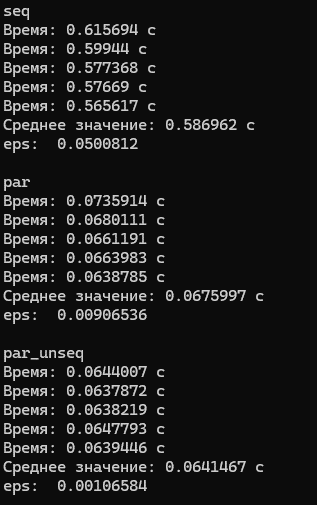 seq
Время: 0.615694 с
Время: 0.59944 с
Время: 0.577368 с
Время: 0.57669 с
Время: 0.565617 с
Среднее значение: 0.586962 с
eps:  0.0500812
par
Время: 0.0735914 с
Время: 0.0680111 с
Время: 0.0661191 с
Время: 0.0663983 с
Время: 0.0638785 с
Среднее значение: 0.0675997 с
eps:  0.00906536
par_unseq
Время: 0.0644007 с
Время: 0.0637872 с
Время: 0.0638219 с
Время: 0.0647793 с
Время: 0.0639446 с
Среднее значение: 0.0641467 с
eps:  0.00106584